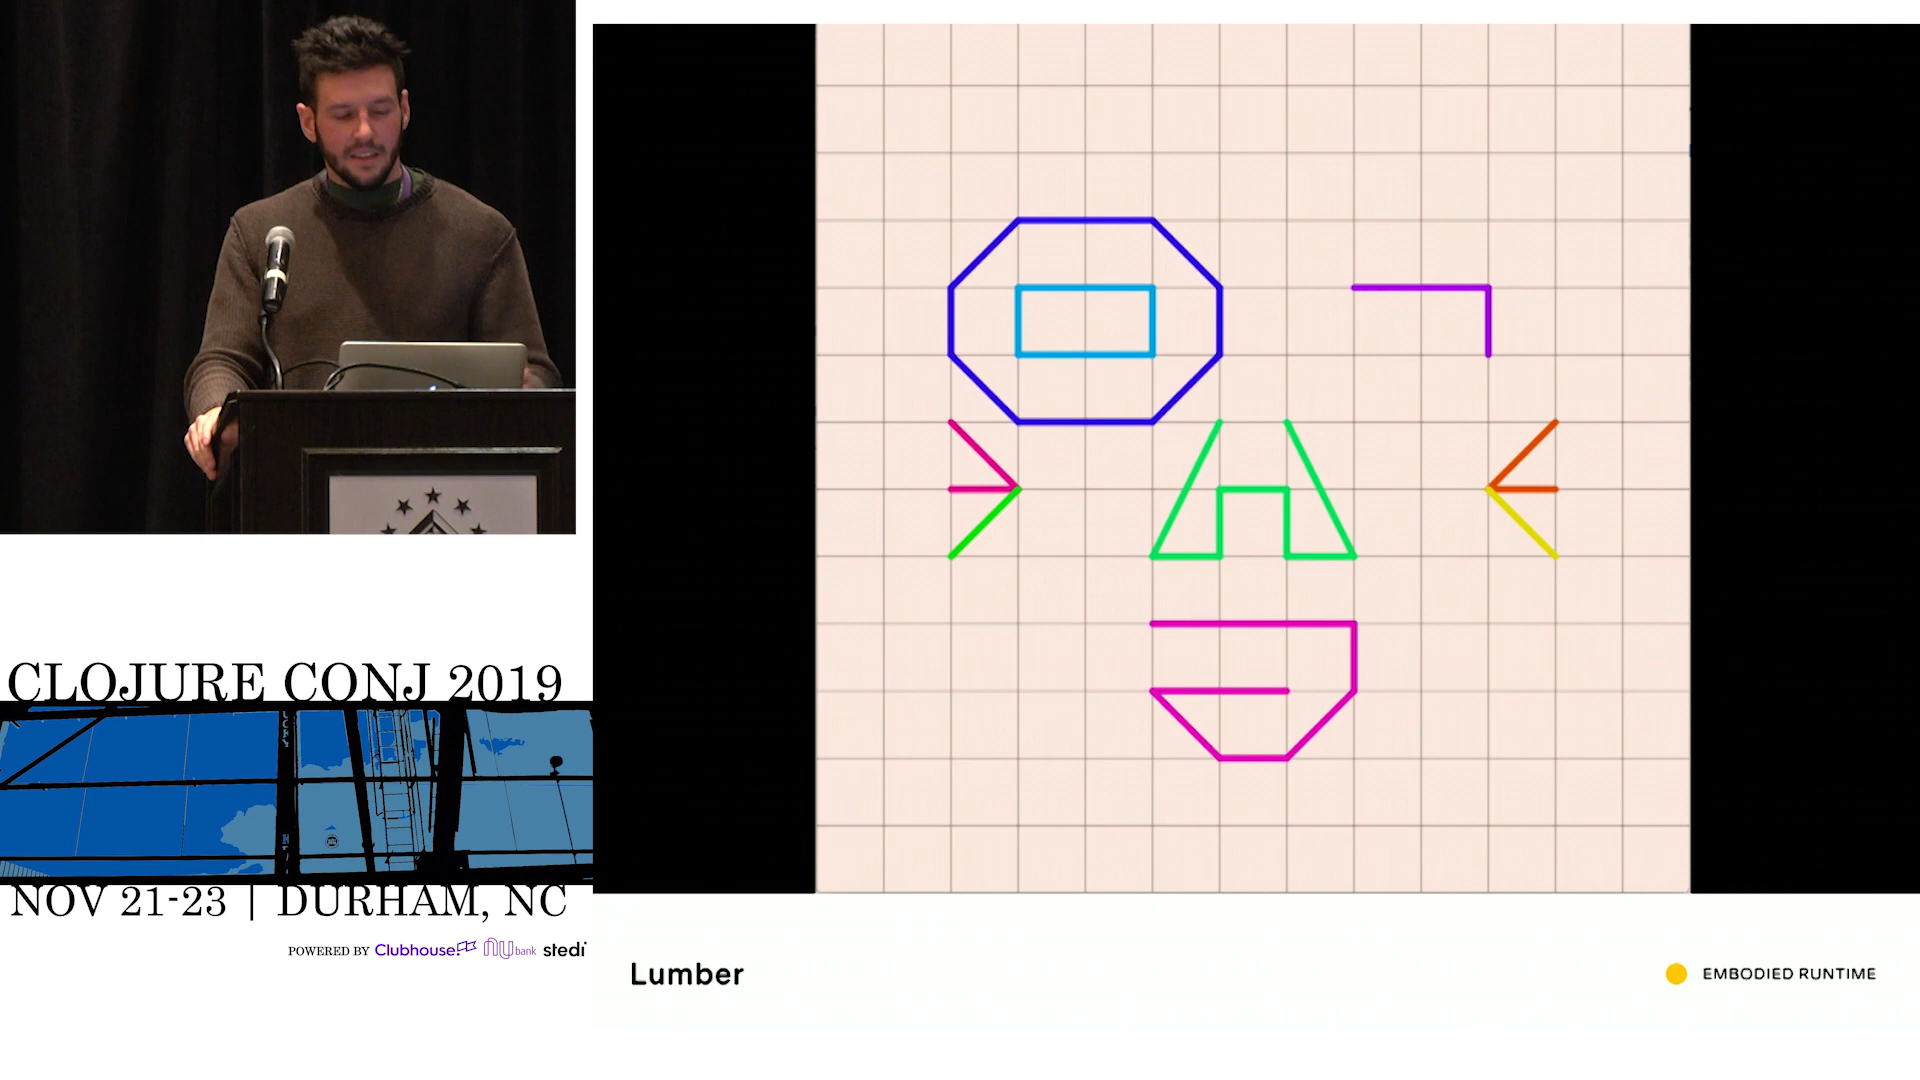 CLOJURE CONJ 2019
NOV 21-23 | DURHAM, NC
POWERED BY Clubhouse nu bank stedi
Lumber
EMBODIED RUNTIME